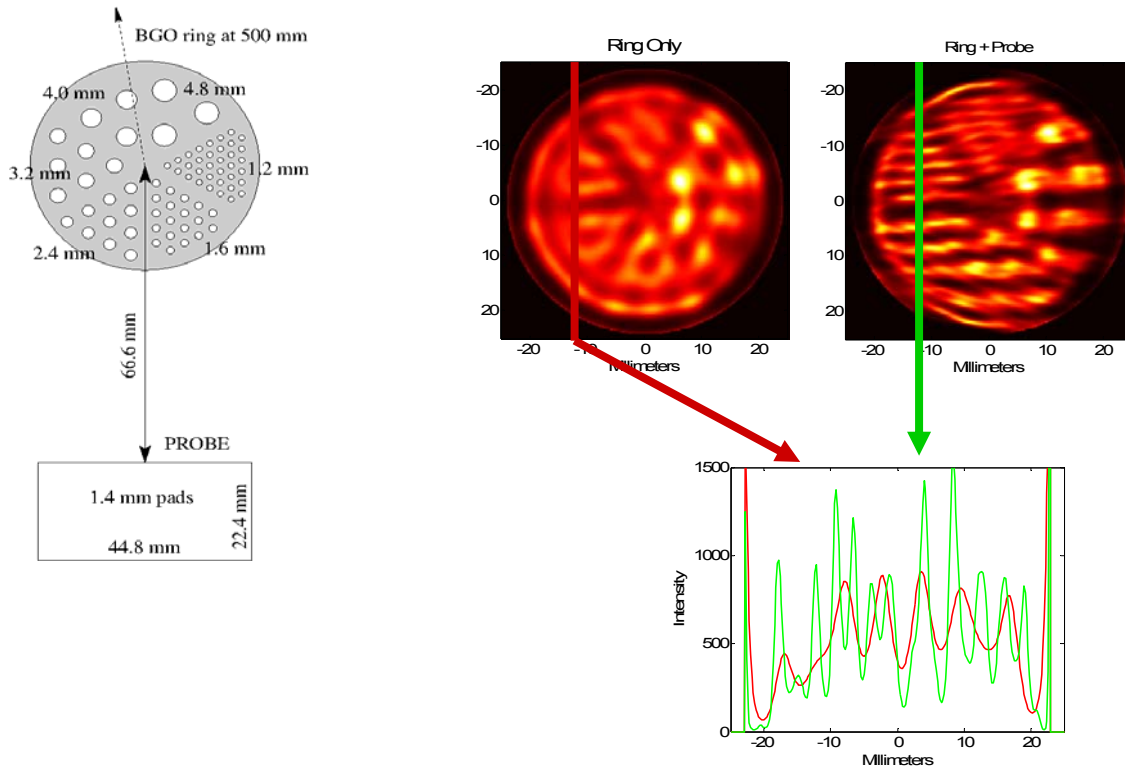 BGO ring at 500 mm
4.0 mm
4.8 mm
3.2 mm
1.2 mm
2.4 mm
1.6 mm
66.6 mm
PROBE
1.4 mm pads
44.8 mm
22.4 mm
Ring Only
-20
-10
0
10
20
-20 -10 0 10 20
Millimeters
Ring + Probe
-20
-10
0
10
20
-20 -10 0 10 20
Millimeters
1500
1000
500
0
Intensity
-20 -10 0 10 20
Millimeters